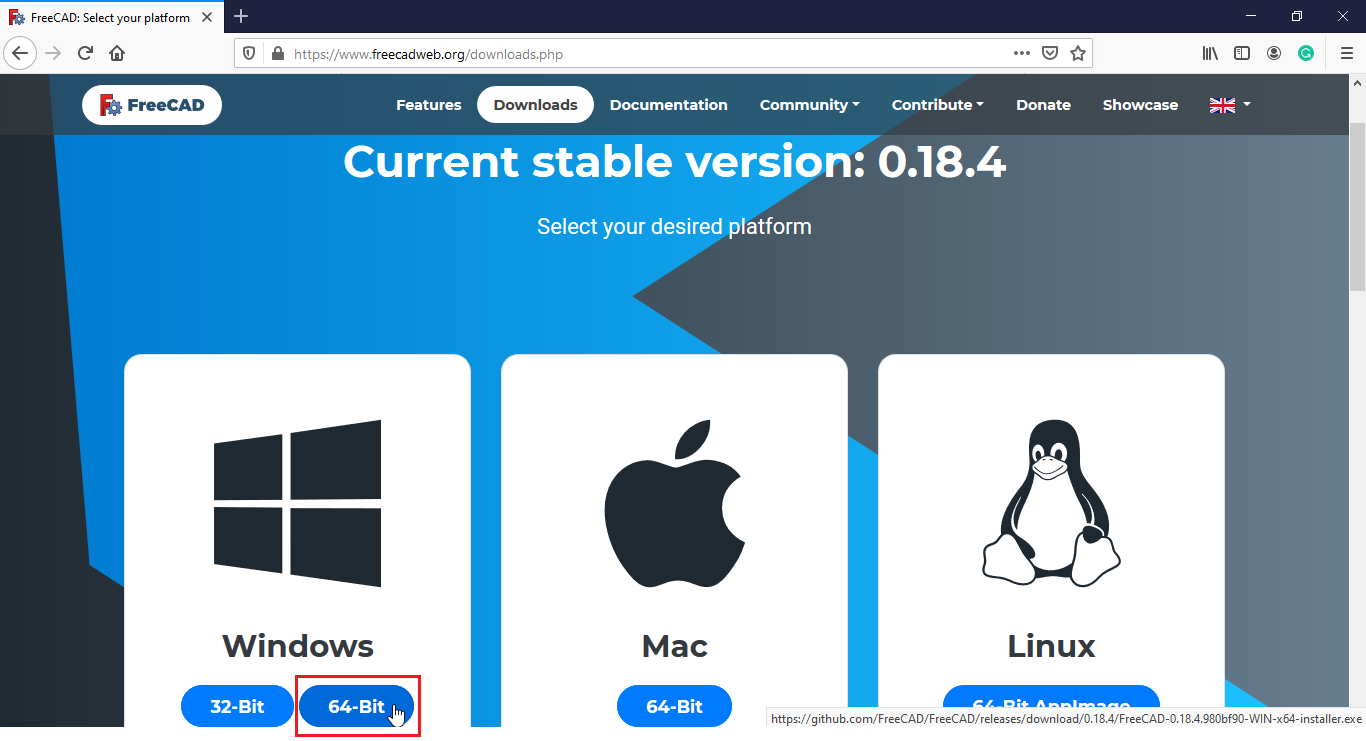 FreeCAD: Select your platform
https://www.freecadweb.org/downloads.php
FreeCAD Features Downloads Documentation Community Contribute Donate Showcase
Current stable version: 0.18.4
Select your desired platform
Windows Mac Linux
32-Bit 64-Bit 64-Bit 64-Bit AppImage
https://github.com/FreeCAD/FreeCAD/releases/download/0.18.4/FreeCAD-0.18.4.980bf90-WIN-x64-installer.exe